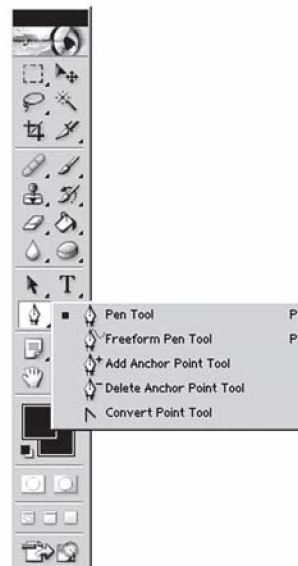 Pen Tool P
Freeform Pen Tool P
Add Anchor Point Tool
Delete Anchor Point Tool
Convert Point Tool